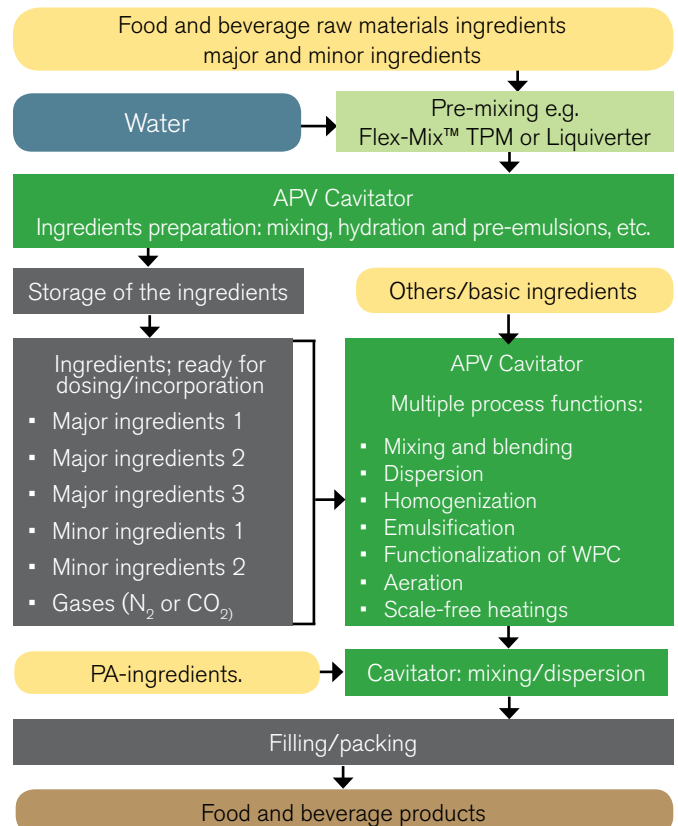 Food and beverage raw materials ingredients
major and minor ingredients
Water
Pre-mixing e.g.
Flex-Mix™ TPM or Liquiverter
APV Cavitator
Ingredients preparation: mixing, hydration and pre-emulsions, etc.
Storage of the ingredients
Others/basic ingredients
Ingredients; ready for
dosing/incorporation
▪ Major ingredients 1
▪ Major ingredients 2
▪ Major ingredients 3
▪ Minor ingredients 1
▪ Minor ingredients 2
▪ Gases (N₂ or CO₂)
APV Cavitator
Multiple process functions:
▪ Mixing and blending
▪ Dispersion
▪ Homogenization
▪ Emulsification
▪ Functionalization of WPC
▪ Aeration
▪ Scale-free heatings
PA-ingredients.
Cavitator: mixing/dispersion
Filling/packing
Food and beverage products